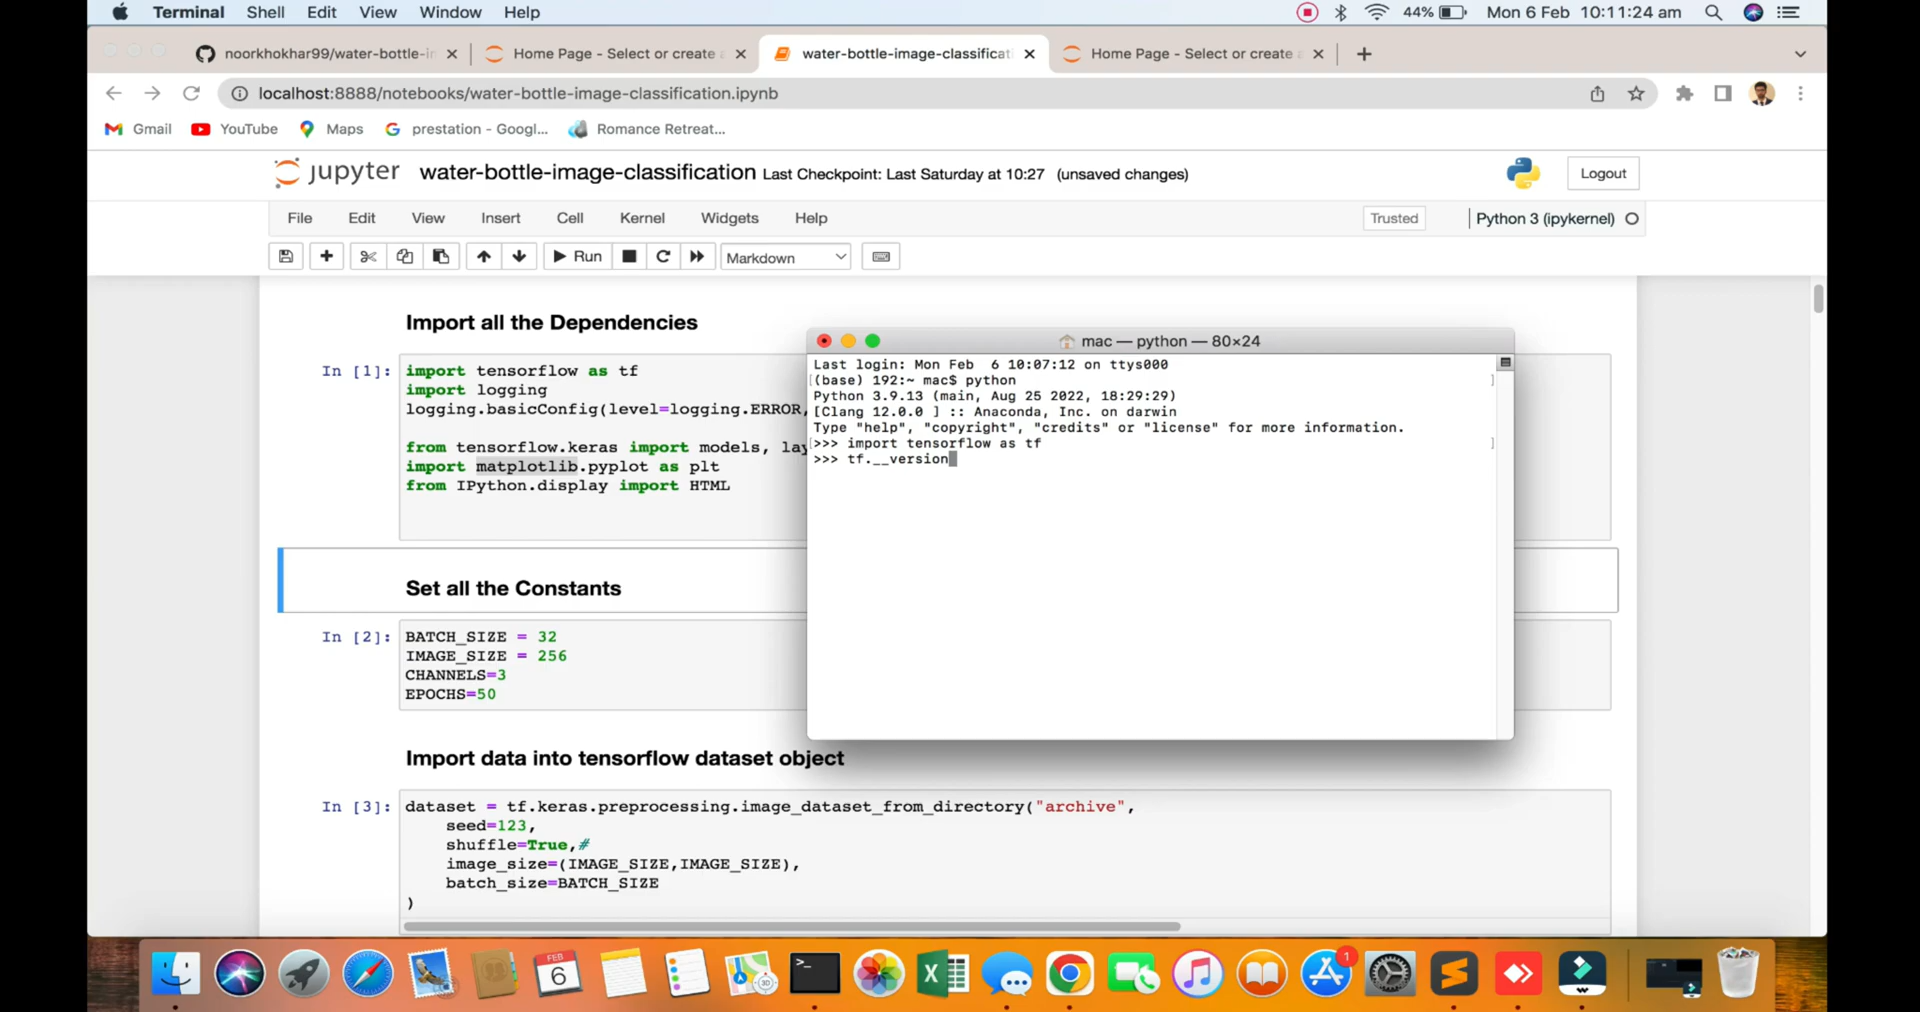 Terminal Shell Edit View Window Help 44% Mon 6 Feb 10:11:24 am
noorkhokhar99/water-bottle-i Home Page - Select or create water-bottle-image-classificat Home Page - Select or create
localhost:8888/notebooks/water-bottle-image-classification.ipynb
Gmail YouTube Maps prestation - Googl... Romance Retreat...
jupyter water-bottle-image-classification Last Checkpoint: Last Saturday at 10:27 (unsaved changes) Logout
File Edit View Insert Cell Kernel Widgets Help Trusted Python 3 (ipykernel)
Run Markdown
Import all the Dependencies
In [1]: import tensorflow as tf
import logging
logging.basicConfig(level=logging.ERROR,
from tensorflow.keras import models, lay
import matplotlib.pyplot as plt
from IPython.display import HTML
Set all the Constants
In [2]: BATCH_SIZE = 32
IMAGE_SIZE = 256
CHANNELS=3
EPOCHS=50
Import data into tensorflow dataset object
In [3]: dataset = tf.keras.preprocessing.image_dataset_from_directory("archive",
seed=123,
shuffle=True,#
image_size=(IMAGE_SIZE,IMAGE_SIZE),
batch_size=BATCH_SIZE
)
mac — python — 80×24
Last login: Mon Feb  6 10:07:12 on ttys000
(base) 192:~ mac$ python
Python 3.9.13 (main, Aug 25 2022, 18:29:29)
[Clang 12.0.0 ] :: Anaconda, Inc. on darwin
Type "help", "copyright", "credits" or "license" for more information.
>>> import tensorflow as tf
>>> tf.__version
FEB
6
3D
>_
X
1